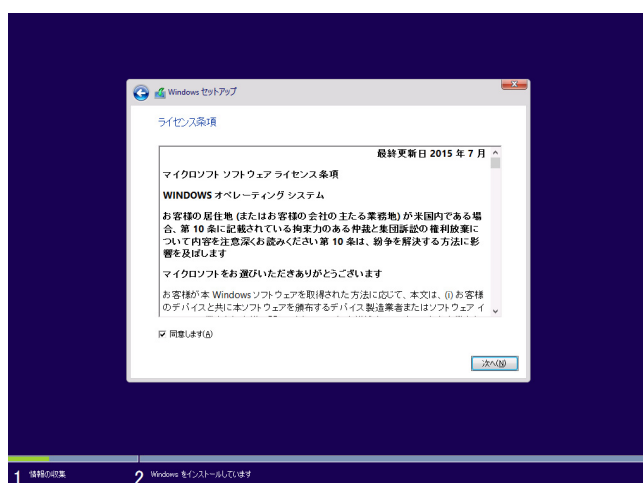 Windows セットアップ
ライセンス条項
最終更新日 2015 年 7 月
マイクロソフト ソフトウェア ライセンス条項
WINDOWS オペレーティング システム
お客様の居住地 (またはお客様の会社の主たる業務地) が米国内である場
合、第 10 条に記載されている拘束力のある仲裁と集団訴訟の権利放棄に
ついて内容を注意深くお読みください 第 10 条は、紛争を解決する方法に影
響を及ぼします
マイクロソフトをお選びいただきありがとうございます
お客様が本 Windows ソフトウェアを取得された方法に応じて、本文は、(i) お客様
のデバイスと共に本ソフトウェアを頒布するデバイス製造業者またはソフトウェア イ
同意します(A)
次へ(N)
1 情報の収集
2 Windows をインストールしています